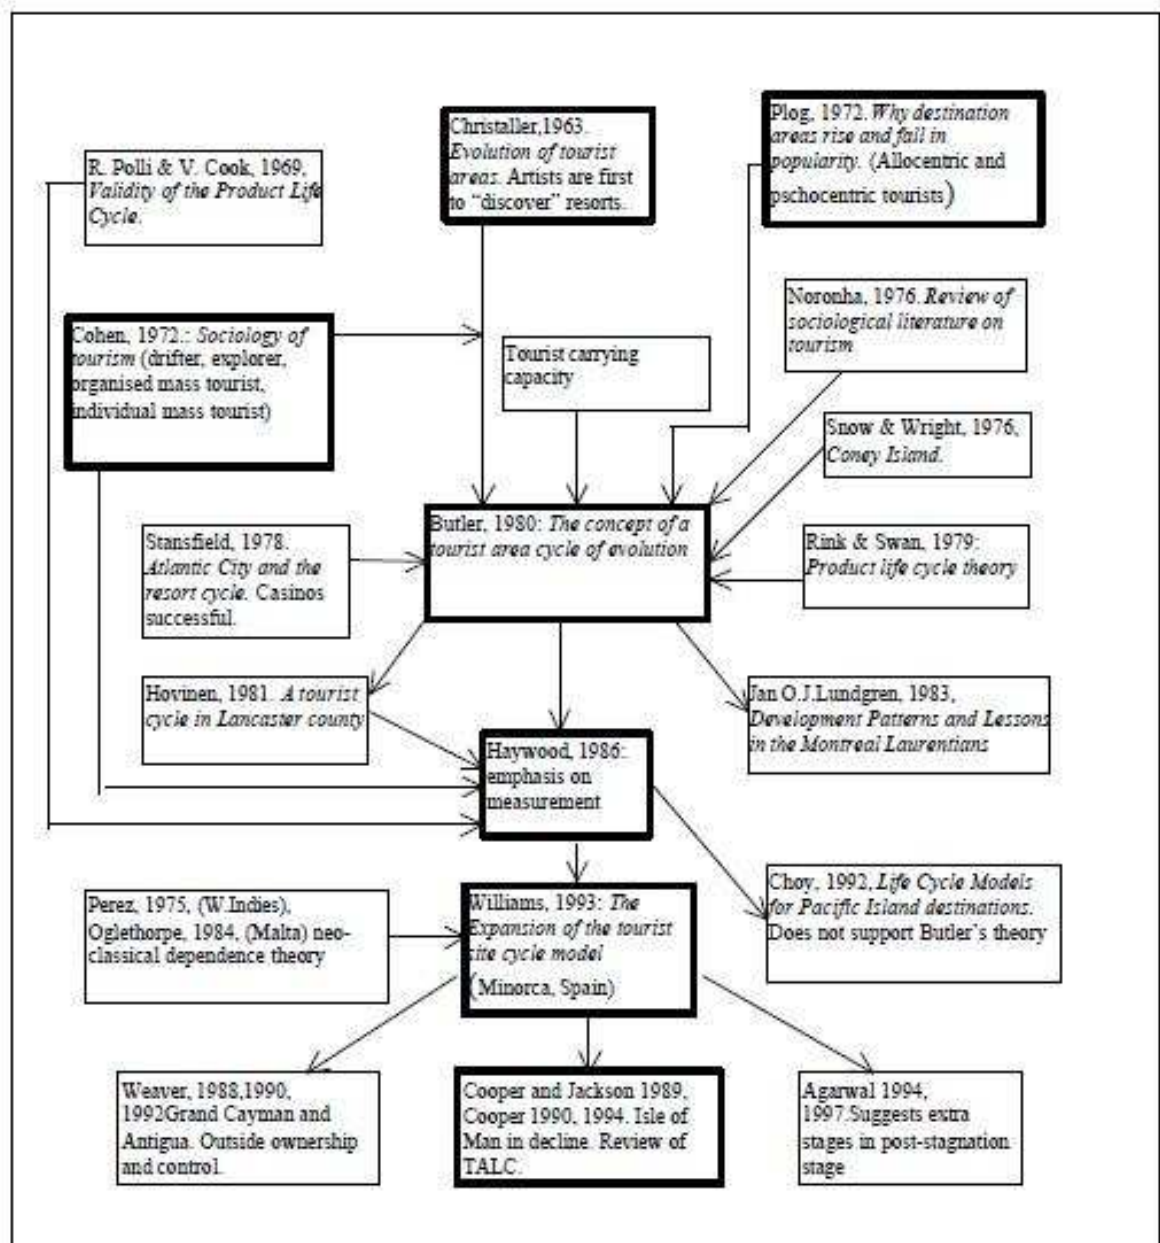 Christaller,1963.
Evolution of tourist
areas. Artists are first
to “discover” resorts.
Plog, 1972. Why destination
areas rise and fall in
popularity. (Allocentric and
pschocentric tourists)
R. Polli & V. Cook, 1969,
Validity of the Product Life
Cycle.
Noronha, 1976. Review of
sociological literature on
tourism
Cohen, 1972.: Sociology of
tourism (drifter, explorer,
organised mass tourist,
individual mass tourist)
Tourist carrying
capacity
Snow & Wright, 1976,
Coney Island.
Butler, 1980: The concept of a
tourist area cycle of evolution
Stansfield, 1978.
Atlantic City and the
resort cycle. Casinos
successful.
Rink & Swan, 1979:
Product life cycle theory
Hovinen, 1981. A tourist
cycle in Lancaster county
Jan O.J.Lundgren, 1983,
Development Patterns and Lessons
in the Montreal Laurentians
Haywood, 1986:
emphasis on
measurement
Choy, 1992, Life Cycle Models
for Pacific Island destinations.
Does not support Butler’s theory
Perez, 1975, (W.Indies),
Oglethorpe, 1984, (Malta) neo-
classical dependence theory
Williams, 1993: The
Expansion of the tourist
site cycle model
(Minorca, Spain)
Weaver, 1988,1990,
1992Grand Cayman and
Antigua. Outside ownership
and control.
Cooper and Jackson 1989,
Cooper 1990, 1994. Isle of
Man in decline. Review of
TALC.
Agarwal 1994,
1997.Suggests extra
stages in post-stagnation
stage